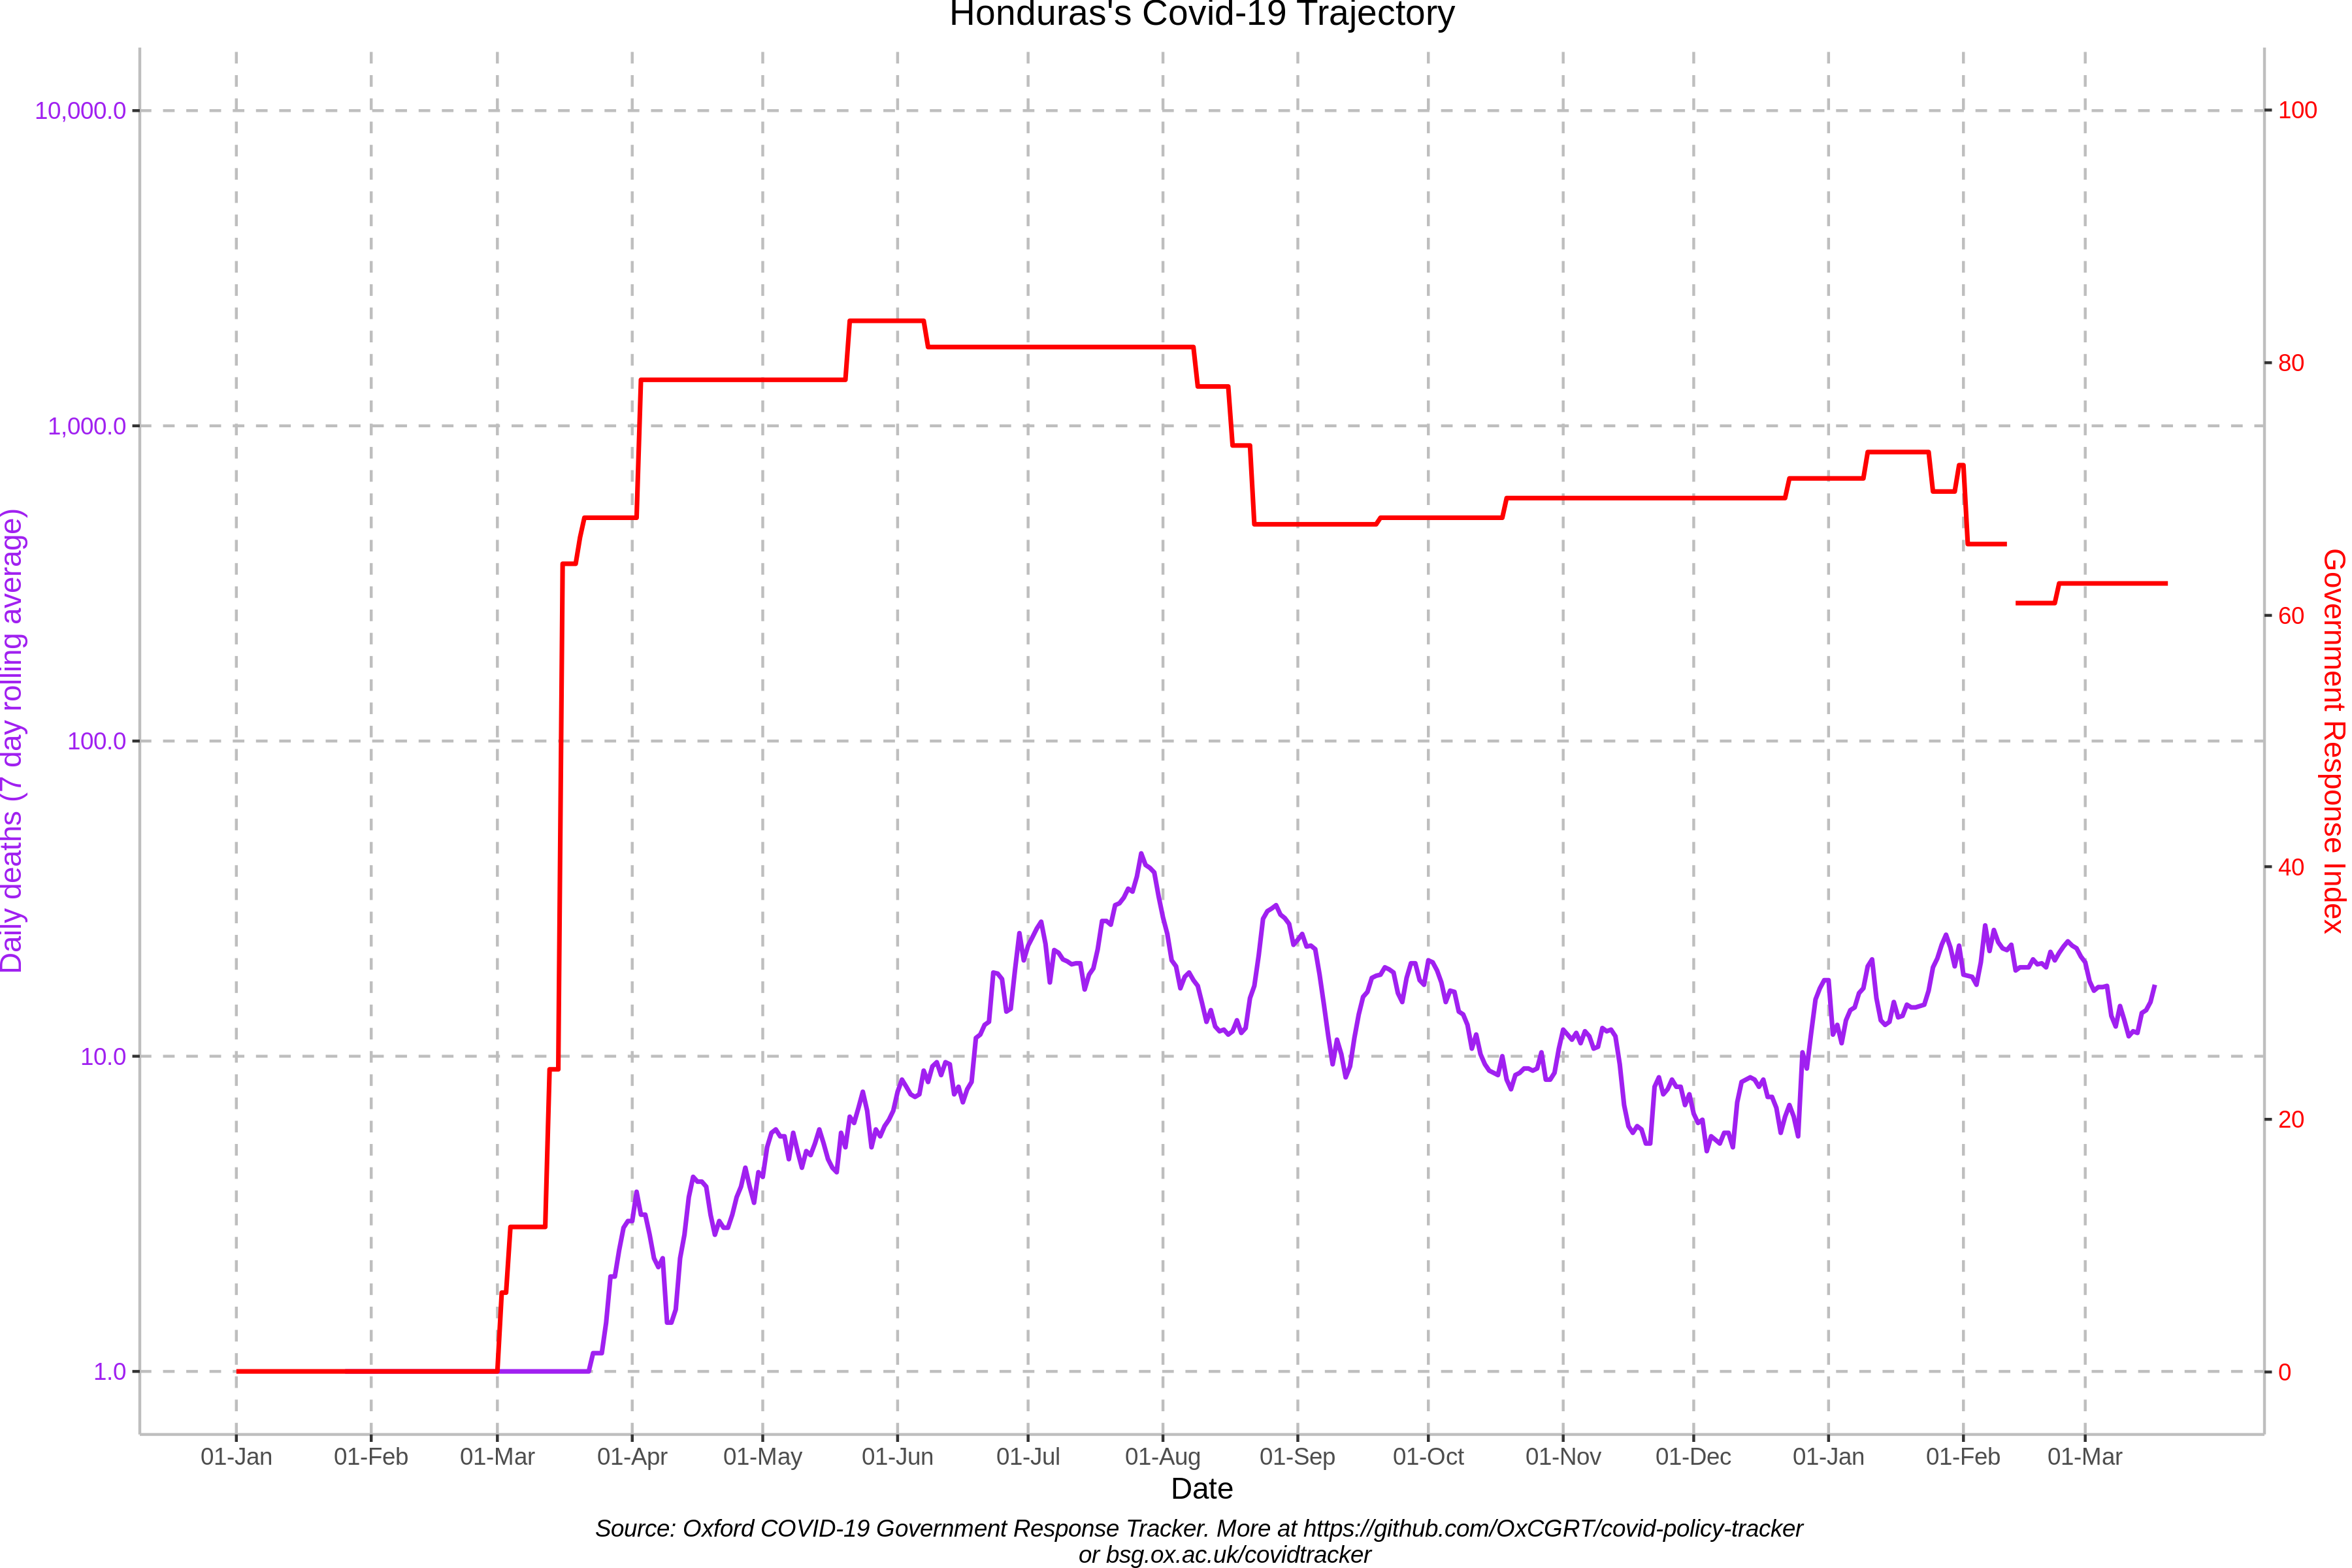 Honduras's Covid-19 Trajectory
10,000.0
1,000.0
100.0
10.0
1.0
Daily deaths (7 day rolling average)
100
80
60
40
20
0
Government Response Index
01-Jan 01-Feb 01-Mar 01-Apr 01-May 01-Jun 01-Jul 01-Aug 01-Sep 01-Oct 01-Nov 01-Dec 01-Jan 01-Feb 01-Mar
Date
Source: Oxford COVID-19 Government Response Tracker. More at https://github.com/OxCGRT/covid-policy-tracker
or bsg.ox.ac.uk/covidtracker